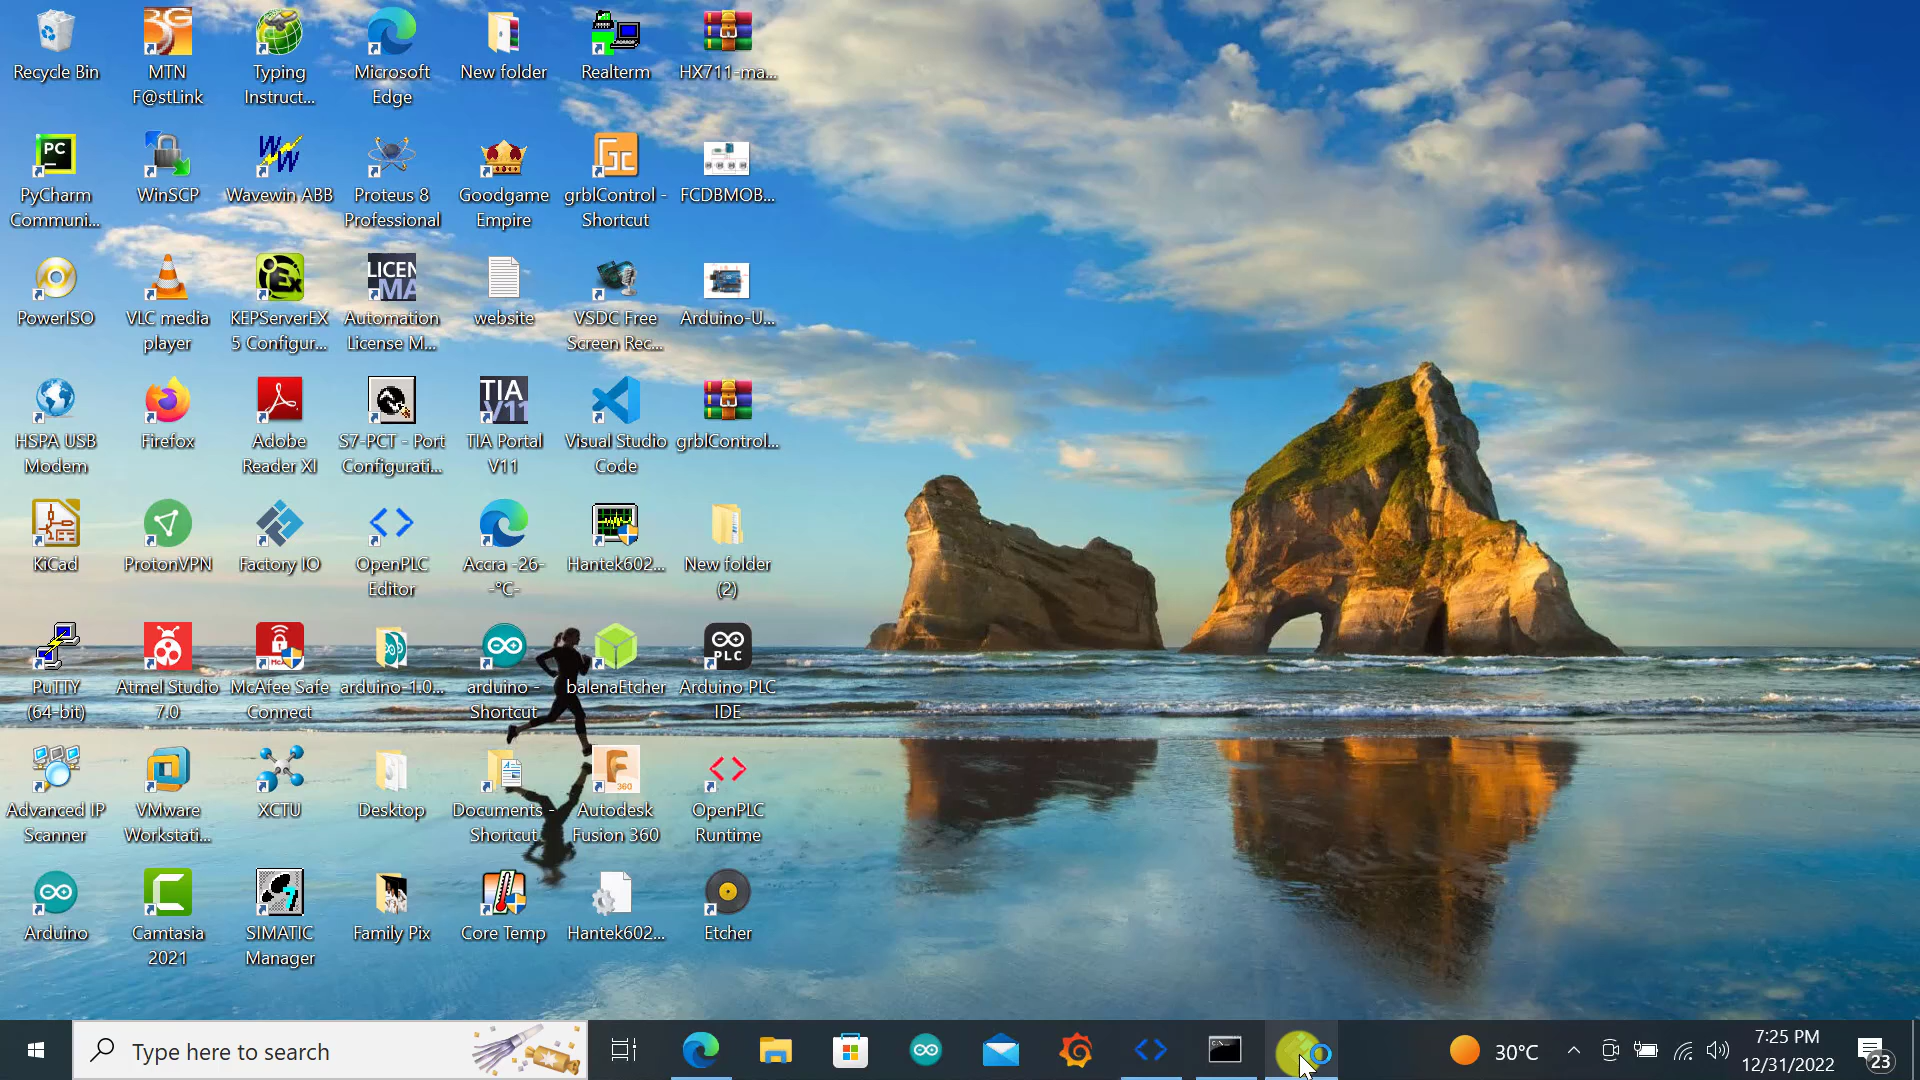 Recycle Bin
MTN
F@stLink
Typing
Instruct...
Microsoft
Edge
New folder
Realterm
HX711-ma...
PC
PyCharm
Communi...
WinSCP
WW
Wavewin ABB
Proteus 8
Professional
Goodgame
Empire
Gc
grblControl -
Shortcut
FCDBMOB...
PowerISO
VLC media
player
Ex
KEPServerEX
5 Configur...
LICEN
MA
Automation
License M...
website
VSDC Free
Screen Rec...
Arduino-U...
HSPA USB
Modem
Firefox
Adobe
Reader XI
S7-PCT - Port
Configurati...
TIA
V11
TIA Portal
V11
Visual Studio
Code
grblControl...
KiCad
ProtonVPN
Factory IO
OpenPLC
Editor
Accra -26-
-°C-
Hantek602...
New folder
(2)
PuTTY
(64-bit)
Atmel Studio
7.0
McAfee Safe
Connect
arduino-1.0...
arduino -
Shortcut
balenaEtcher
PLC
Arduino PLC
IDE
Advanced IP
Scanner
VMware
Workstati...
XCTU
Desktop
Documents -
Shortcut
F
360
Autodesk
Fusion 360
OpenPLC
Runtime
Arduino
Camtasia
2021
SIMATIC
Manager
Family Pix
Core Temp
Hantek602...
Etcher
Type here to search
30°C
7:25 PM
12/31/2022
23